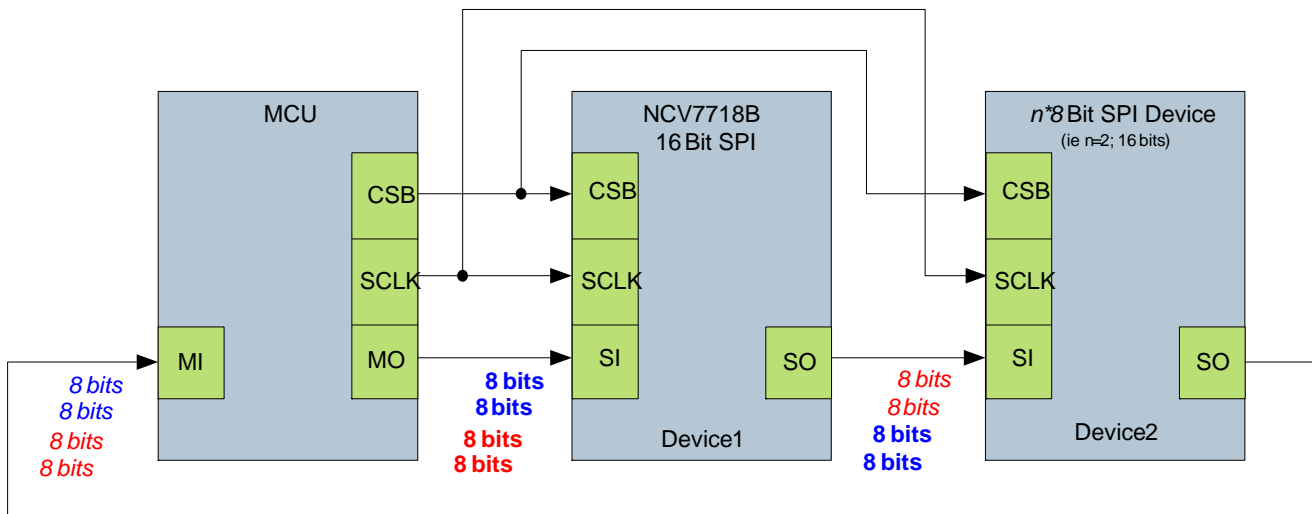 MCU
CSB
SCLK
MI
MO
8 bits
8 bits
8 bits
8 bits
8 bits
8 bits
8 bits
8 bits
NCV7718B
16 Bit SPI
CSB
SCLK
SI
SO
Device1
8 bits
8 bits
8 bits
8 bits
n*8 Bit SPI Device
(ie n=2; 16 bits)
CSB
SCLK
SI
SO
Device2